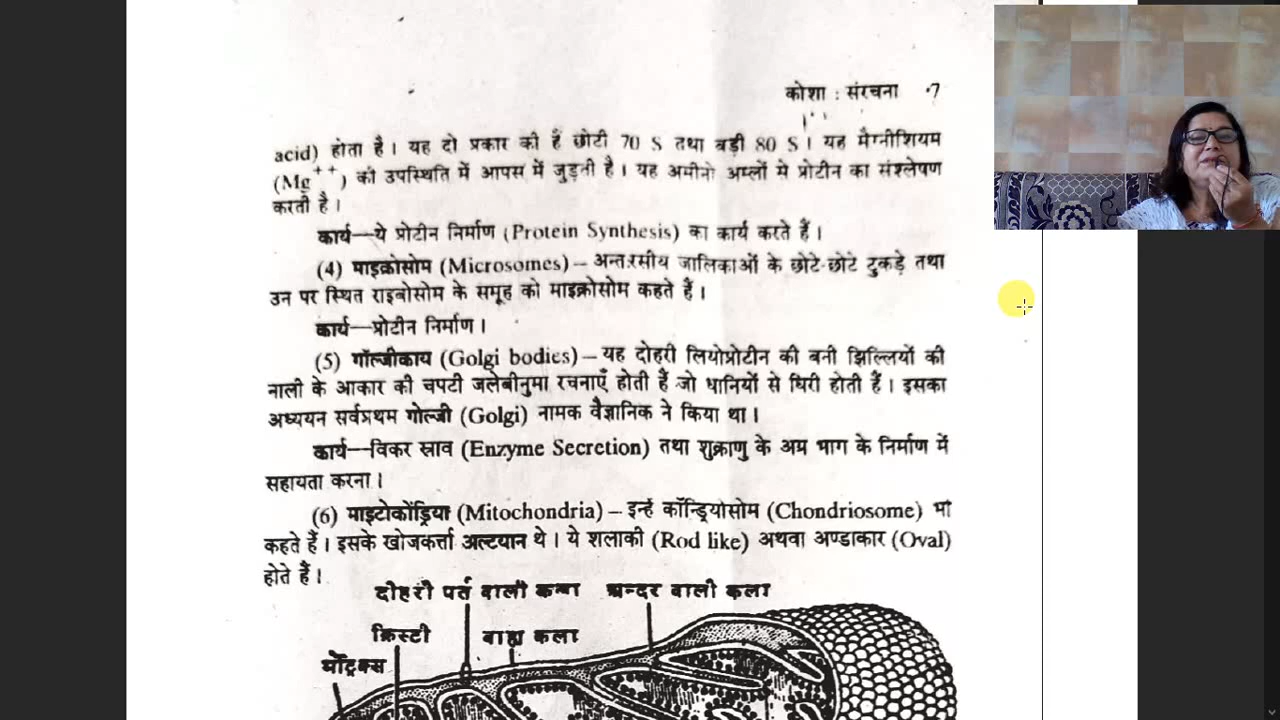 कोशा : संरचना 7
acid) होता है। यह दो प्रकार की हैं छोटी 70 S तथा बड़ी 80 S। यह मैग्नीशियम
(Mg++) की उपस्थिति में आपस में जुड़ती है। यह अमीनो अम्लों से प्रोटीन का संश्लेषण
करती है।
कार्य—ये प्रोटीन निर्माण (Protein Synthesis) का कार्य करते हैं।
(4) माइक्रोसोम (Microsomes) – अन्तःरसीय जालिकाओं के छोटे-छोटे टुकड़े तथा
उन पर स्थित राइबोसोम के समूह को माइक्रोसोम कहते हैं।
कार्य—प्रोटीन निर्माण।
(5) गॉल्जीकाय (Golgi bodies) – यह दोहरी लियोप्रोटीन की बनी झिल्लियों की
नाली के आकार की चपटी जलेबीनुमा रचनाएँ होती हैं जो धानियों से घिरी होती हैं। इसका
अध्ययन सर्वप्रथम गोल्जी (Golgi) नामक वैज्ञानिक ने किया था।
कार्य—विकर स्राव (Enzyme Secretion) तथा शुक्राणु के अग्र भाग के निर्माण में
सहायता करना।
(6) माइटोकोंड्रिया (Mitochondria) – इन्हें कॉन्ड्रियोसोम (Chondriosome) भी
कहते हैं। इसके खोजकर्त्ता अल्टयान थे। ये शलाकी (Rod like) अथवा अण्डाकार (Oval)
होते हैं।
दोहरी पर्त वाली कला अन्दर वाली कला
क्रिस्टी बाह्य कला
मॅट्रिक्स